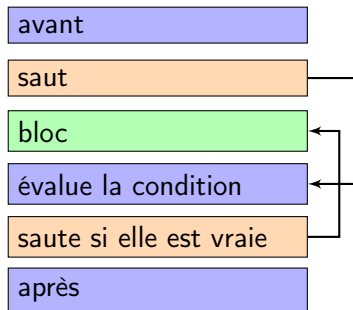 avant
saut
bloc
évalue la condition
saute si elle est vraie
après